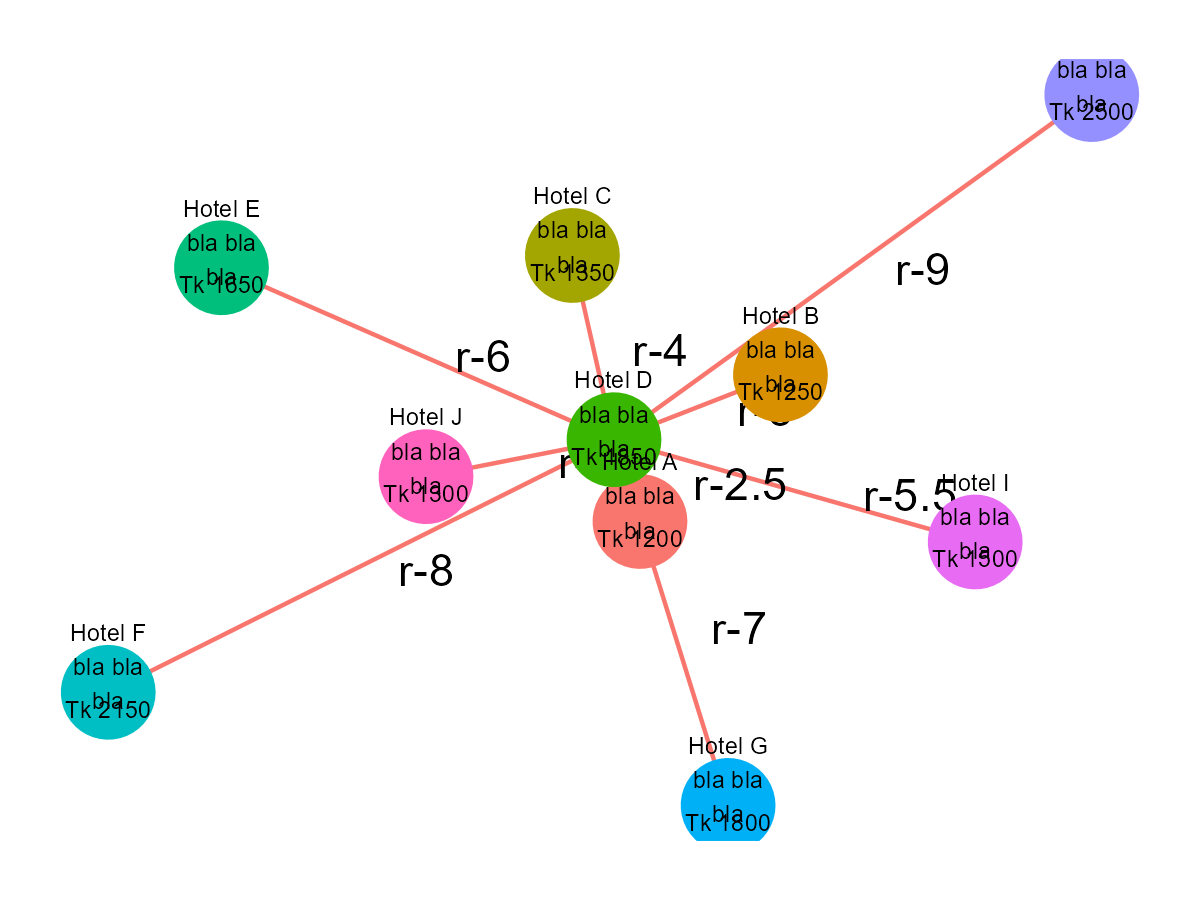 bla bla
bla
Tk 2500
Hotel C
bla bla
bla
Tk 1350
Hotel E
bla bla
bla
Tk 1650
r-9
Hotel B
bla bla
bla
Tk 1250
r-4
r-6
Hotel D
bla bla
bla
Tk 1850
Hotel J
bla bla
bla
Tk 1300
Hotel A
bla bla
bla
Tk 1200
r-2.5
r-5.5
Hotel I
bla bla
bla
Tk 1500
r-8
r-7
Hotel F
bla bla
bla
Tk 2150
Hotel G
bla bla
bla
Tk 1800